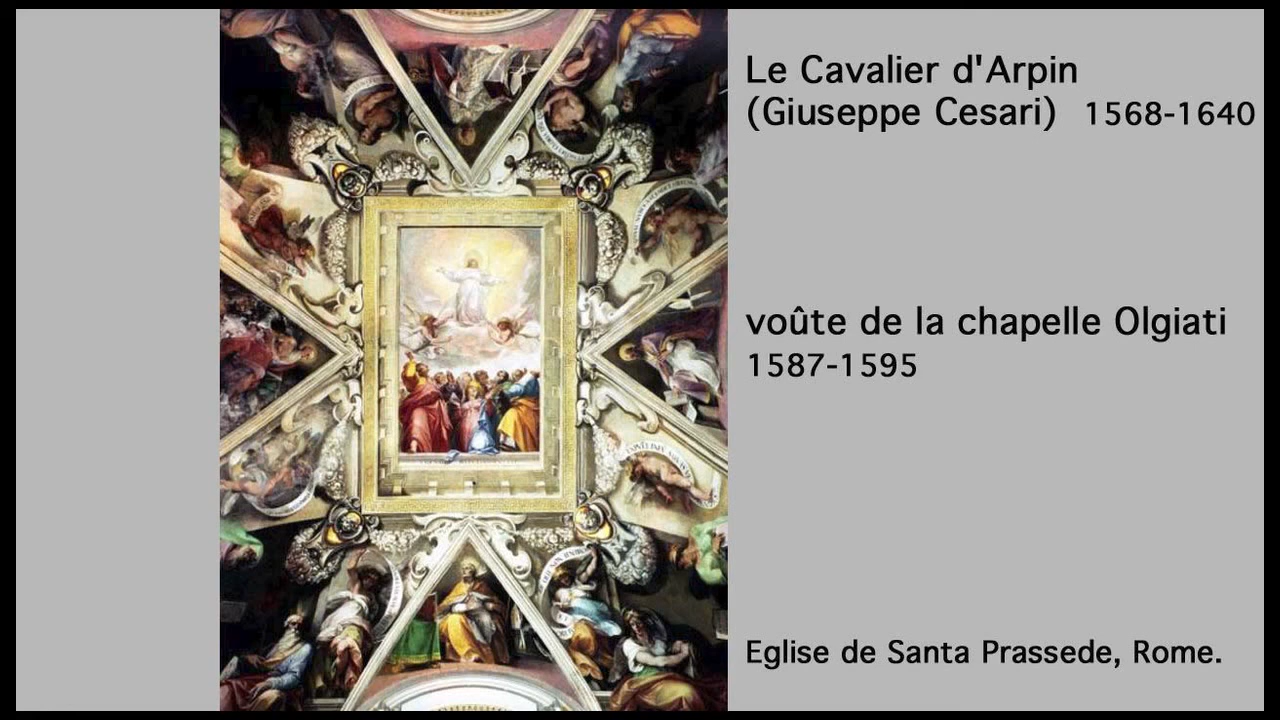 Le Cavalier d'Arpin
(Giuseppe Cesari) 1568-1640
voûte de la chapelle Olgiati
1587-1595
Eglise de Santa Prassede, Rome.